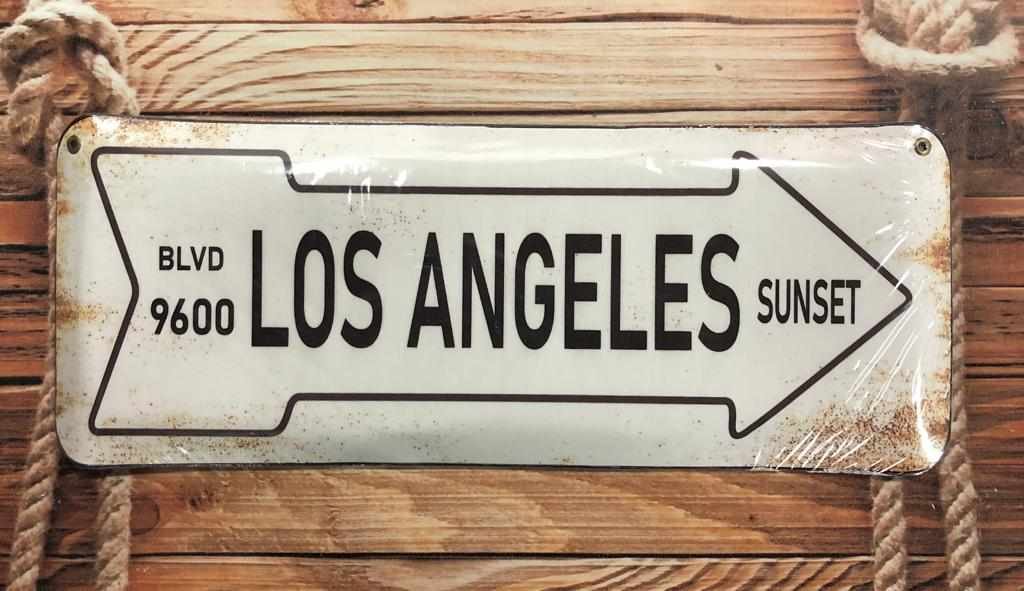 BLVD
9600
LOS ANGELES
SUNSET